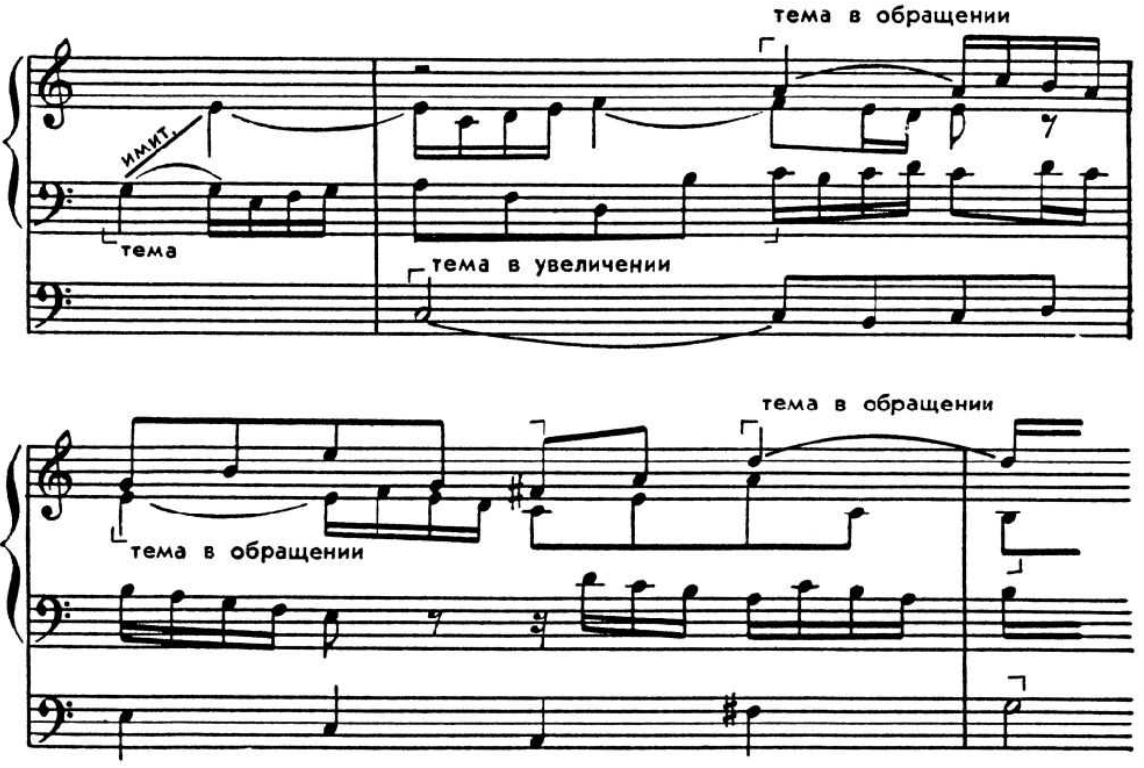 тема в обращении
имит.
тема
тема в увеличении
тема в обращении
тема в обращении